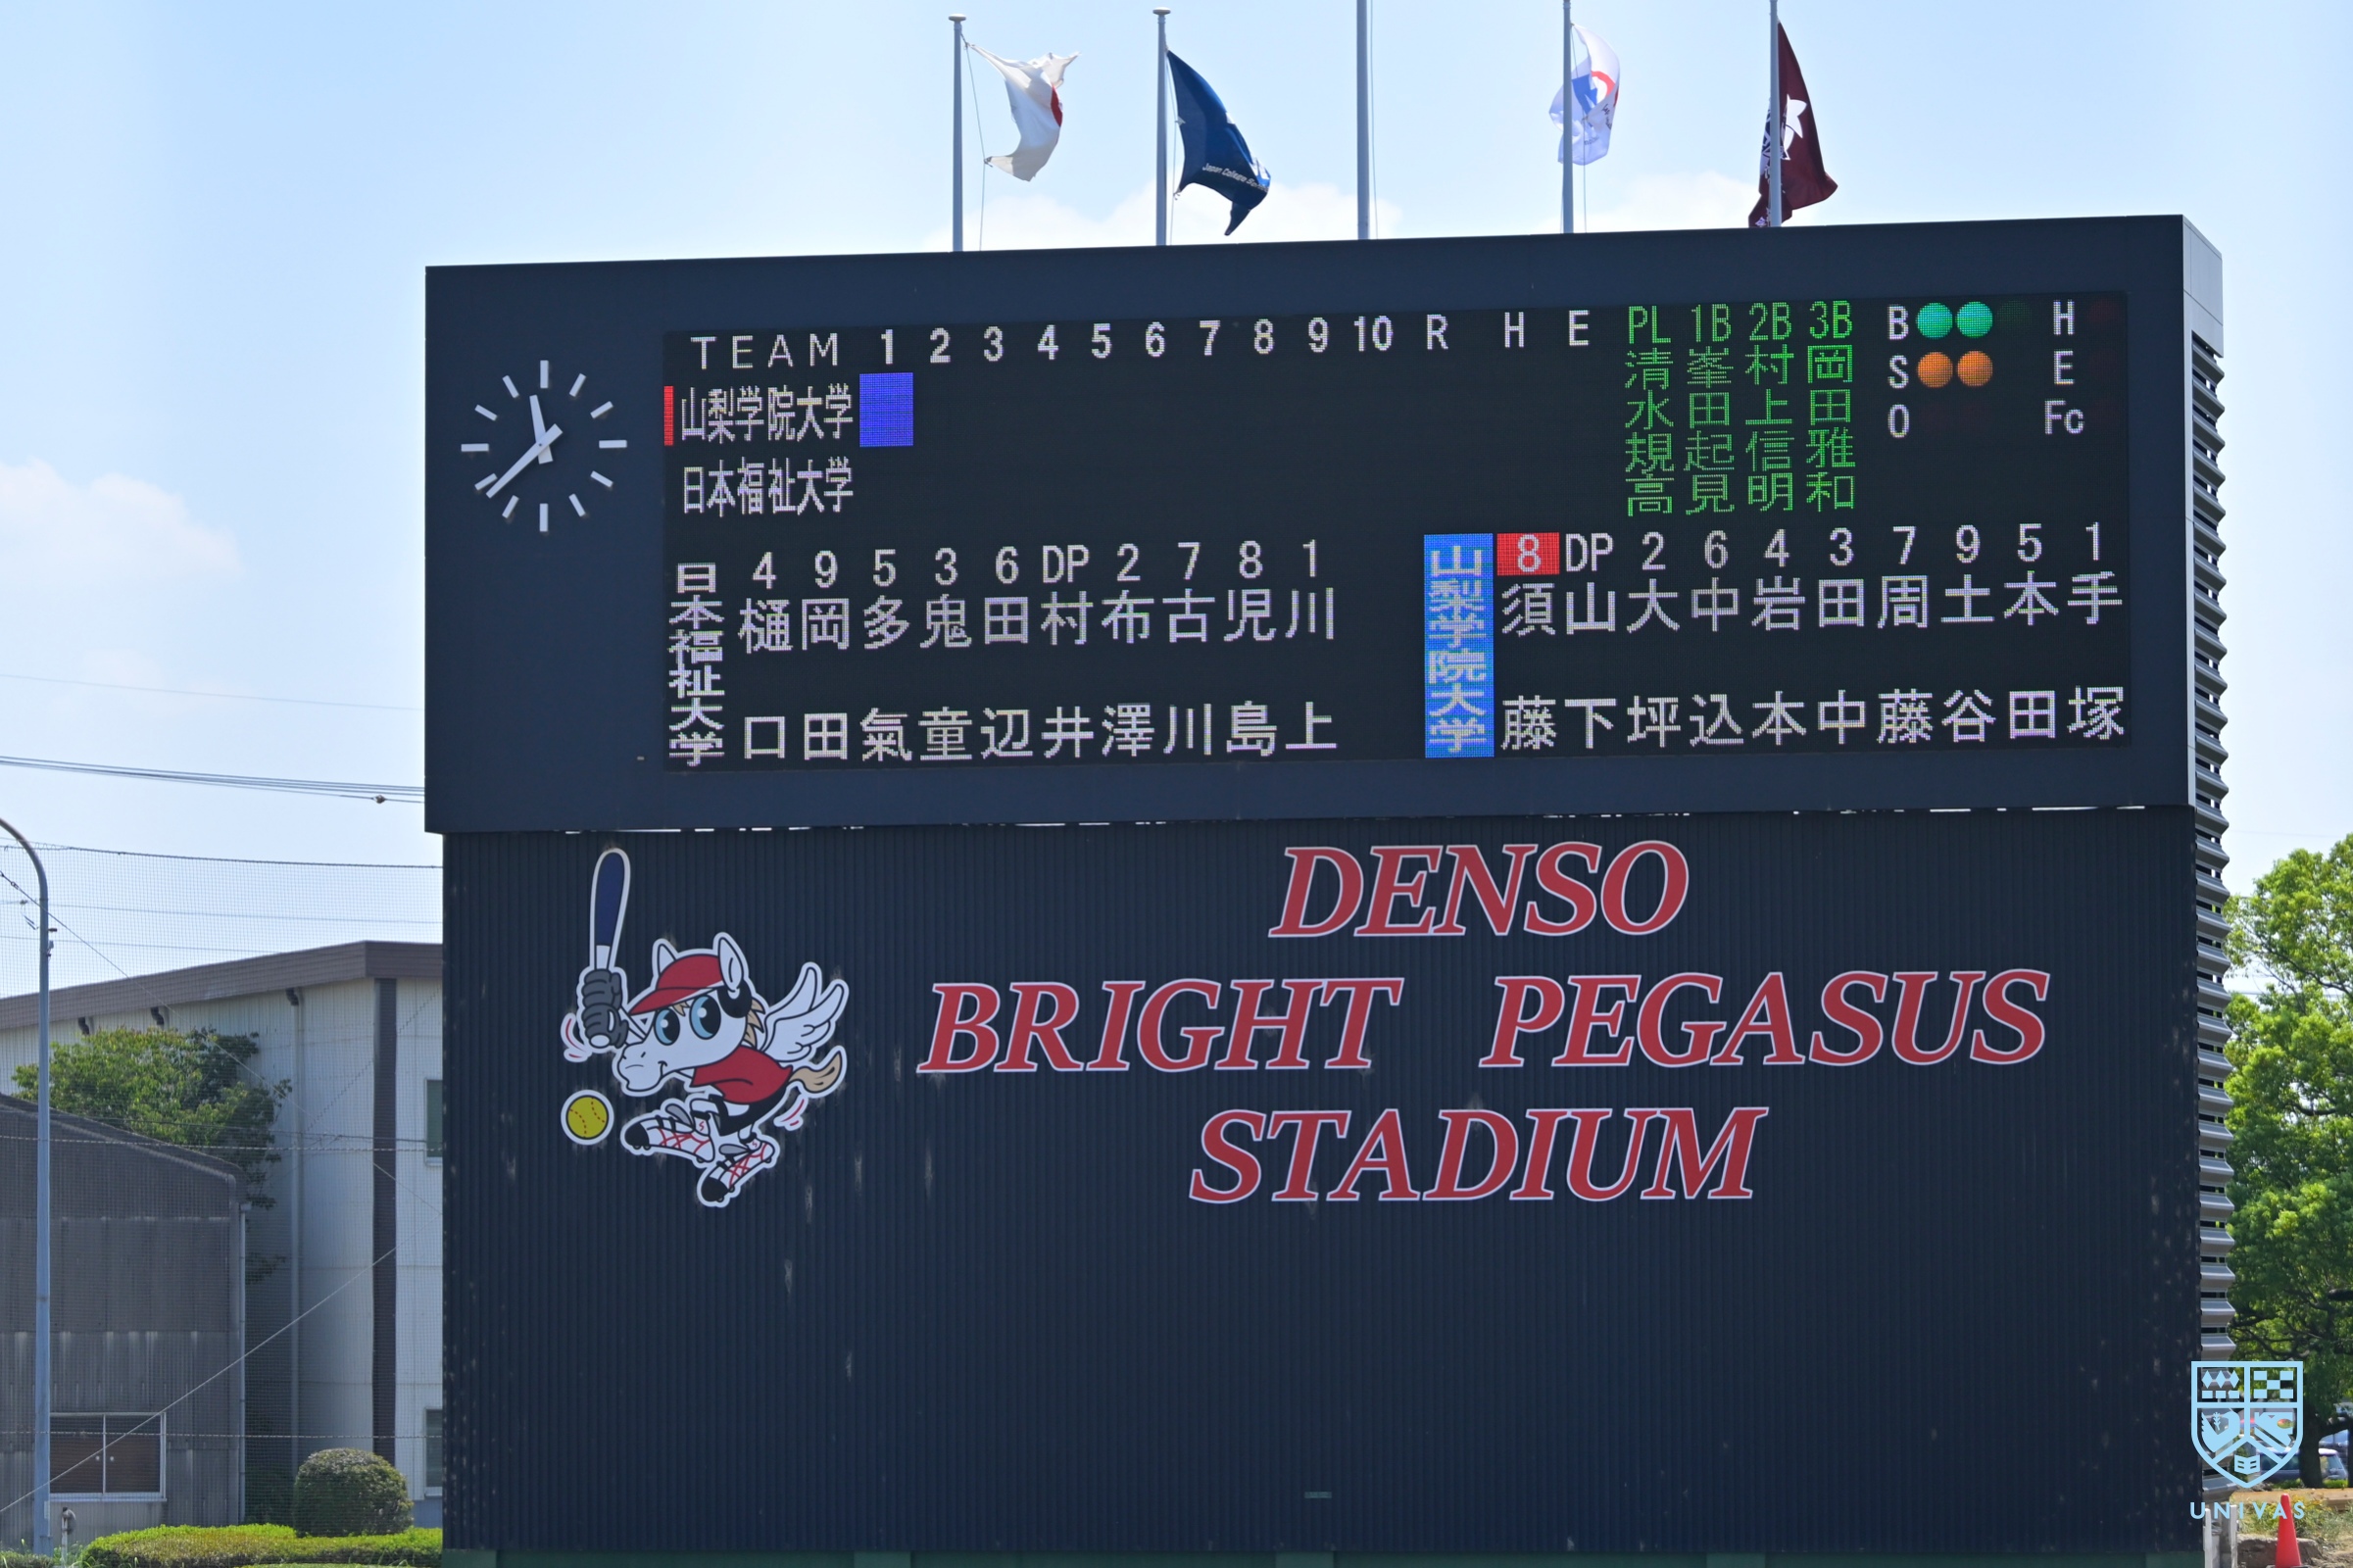 Japan College
TEAM 1 2 3 4 5 6 7 8 9 10 R H E
山梨学院大学
日本福祉大学
PL 1B 2B 3B
清水規高
峯田起見
村上信明
岡田雅和
B H
S E
O Fc
日本福祉大学
4 樋口
9 岡田
5 多氣
3 鬼童
6 田辺
DP 村井
2 布澤
7 古川
8 児島
1 川上
山梨学院大学
8 須藤
DP 山下
2 大坪
6 中込
4 岩本
3 田中
7 周藤
9 土谷
5 本田
1 手塚
DENSO
BRIGHT PEGASUS
STADIUM
UNIVAS